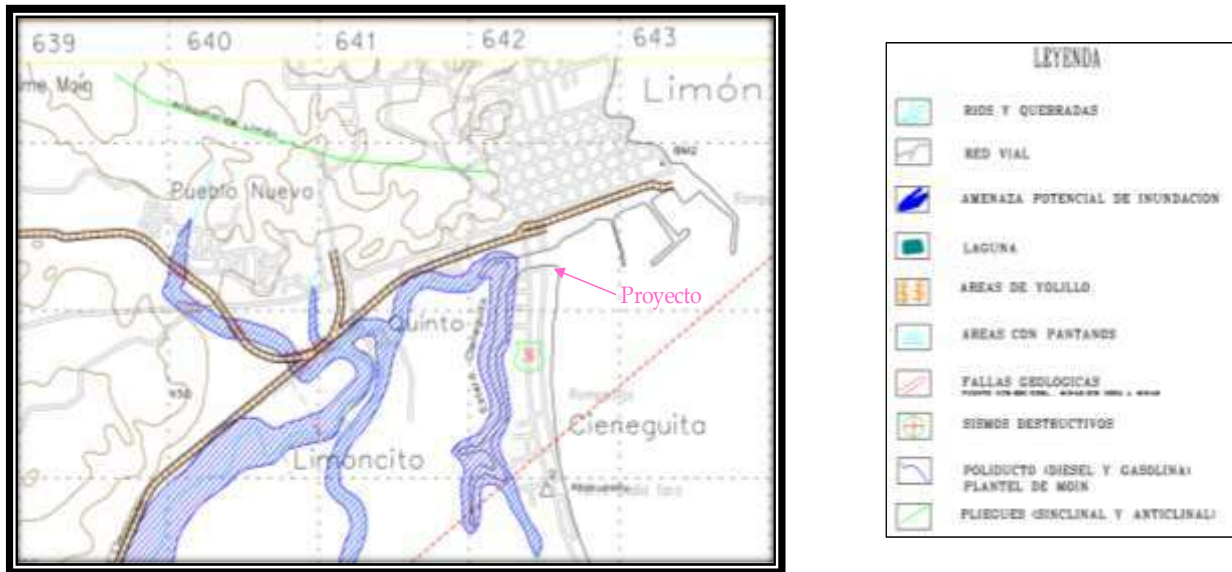 639 640 641 642 643
Limón
Pueblo Nuevo
BM2
Proyecto
Quinto
Cieneguita
Limoncito
LEYENDA
RIOS Y QUEBRADAS
RED VIAL
AMENAZA POTENCIAL DE INUNDACION
LAGUNA
AREAS DE YOLILLO
AREAS CON PANTANOS
FALLAS GEOLOGICAS
SISMOS DESTRUCTIVOS
POLIDUCTO (DIESEL Y GASOLINA)
PLANTEL DE MOIN
PLIEGUES (SINCLINAL Y ANTICLINAL)